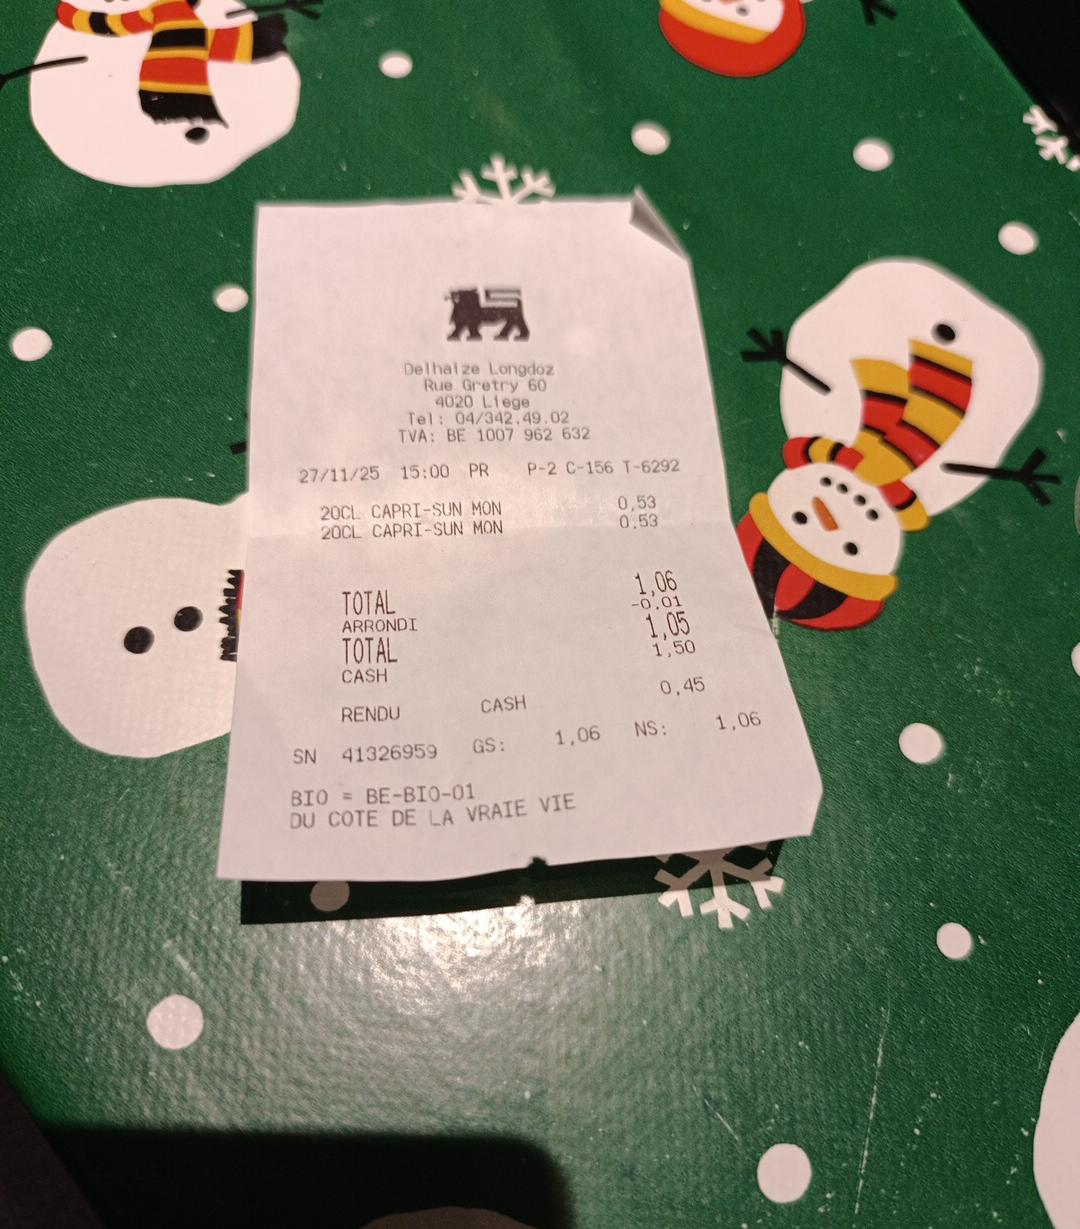 Delhaize Longdoz
Rue Gretry 60
4020 Liege
Tel: 04/342.49.02
TVA: BE 1007 962 632
27/11/25 15:00 PR P-2 C-156 T-6292
20CL CAPRI-SUN MON 0,53
20CL CAPRI-SUN MON 0,53
TOTAL 1,06
ARRONDI -0,01
TOTAL 1,05
CASH 1,50
RENDU CASH 0,45
SN 41326959 GS: 1,06 NS: 1,06
BIO = BE-BIO-01
DU COTE DE LA VRAIE VIE